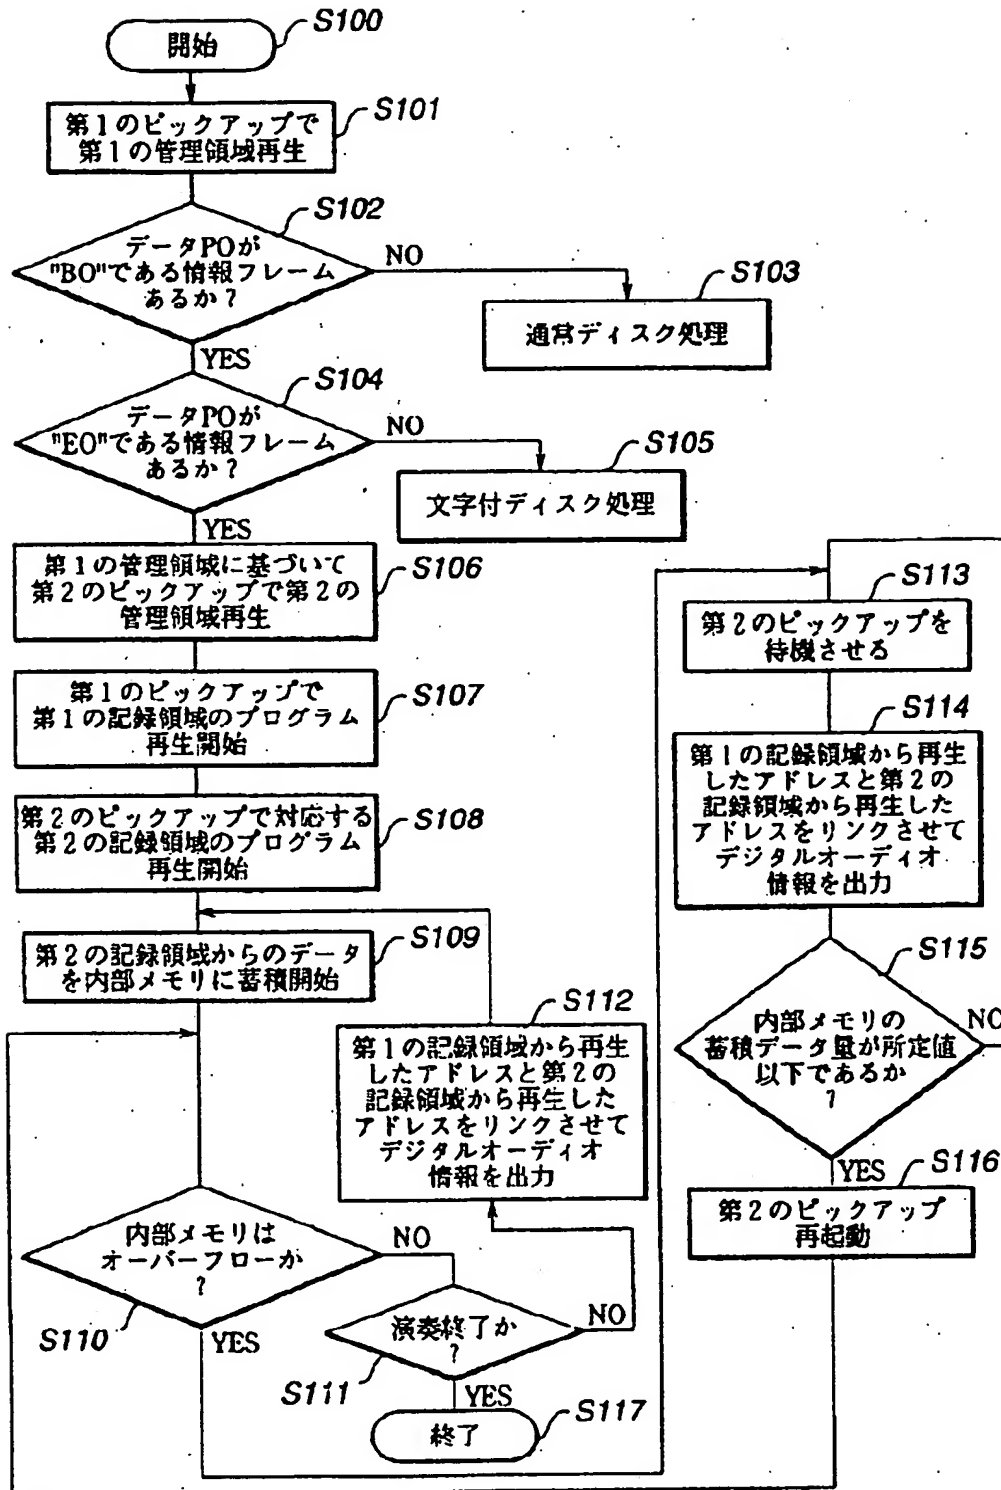 S100
開始
S101
第1のピックアップで
第1の管理領域再生
S102
データPOが
"BO"である情報フレーム
あるか?
NO
S103
通常ディスク処理
YES
S104
データPOが
"EO"である情報フレーム
あるか?
NO
S105
文字付ディスク処理
YES
S106
第1の管理領域に基づいて
第2のピックアップで第2の
管理領域再生
S107
第1のピックアップで
第1の記録領域のプログラム
再生開始
S108
第2のピックアップで対応する
第2の記録領域のプログラム
再生開始
S109
第2の記録領域からのデータ
を内部メモリに蓄積開始
S110
内部メモリは
オーバーフローか
?
NO
YES
S111
演奏終了か
?
NO
YES
S117
終了
S112
第1の記録領域から再生
したアドレスと第2の
記録領域から再生した
アドレスをリンクさせて
デジタルオーディオ
情報を出力
S113
第2のピックアップを
待機させる
S114
第1の記録領域から再生
したアドレスと第2の
記録領域から再生した
アドレスをリンクさせて
デジタルオーディオ
情報を出力
S115
内部メモリの
蓄積データ量が所定値
以下であるか
?
NO
YES
S116
第2のピックアップ
再起動